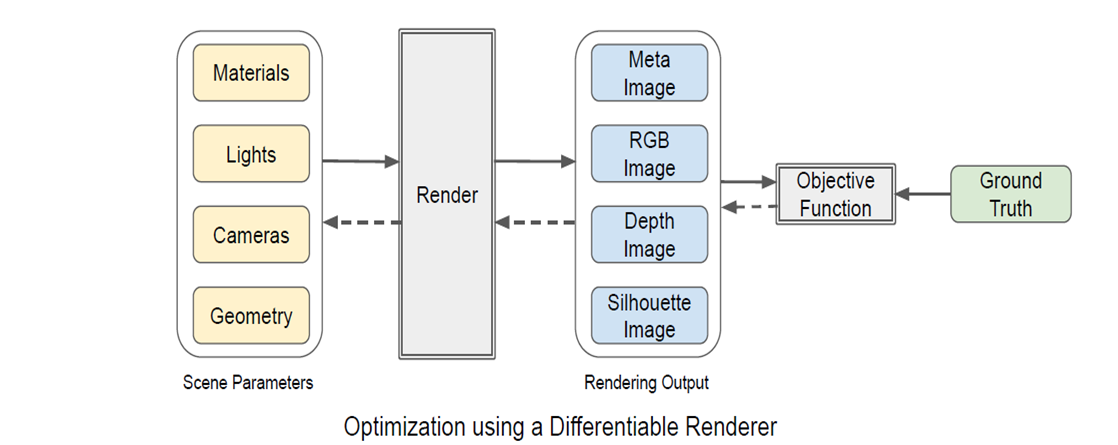 Materials
Lights
Cameras
Geometry
Scene Parameters
Render
Meta
Image
RGB
Image
Depth
Image
Silhouette
Image
Rendering Output
Objective
Function
Ground
Truth
Optimization using a Differentiable Renderer